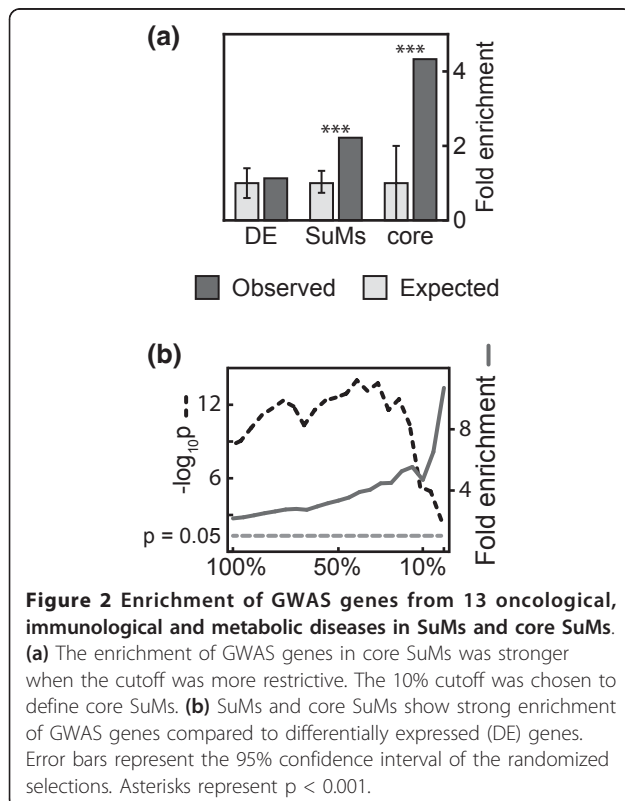 (a)
***
***
4
2
0
Fold enrichment
DE SuMs core
Observed Expected
(b)
12
6
p = 0.05
-log10p
8
4
Fold enrichment
100% 50% 10%
Figure 2 Enrichment of GWAS genes from 13 oncological,
immunological and metabolic diseases in SuMs and core SuMs.
(a) The enrichment of GWAS genes in core SuMs was stronger
when the cutoff was more restrictive. The 10% cutoff was chosen to
define core SuMs. (b) SuMs and core SuMs show strong enrichment
of GWAS genes compared to differentially expressed (DE) genes.
Error bars represent the 95% confidence interval of the randomized
selections. Asterisks represent p < 0.001.